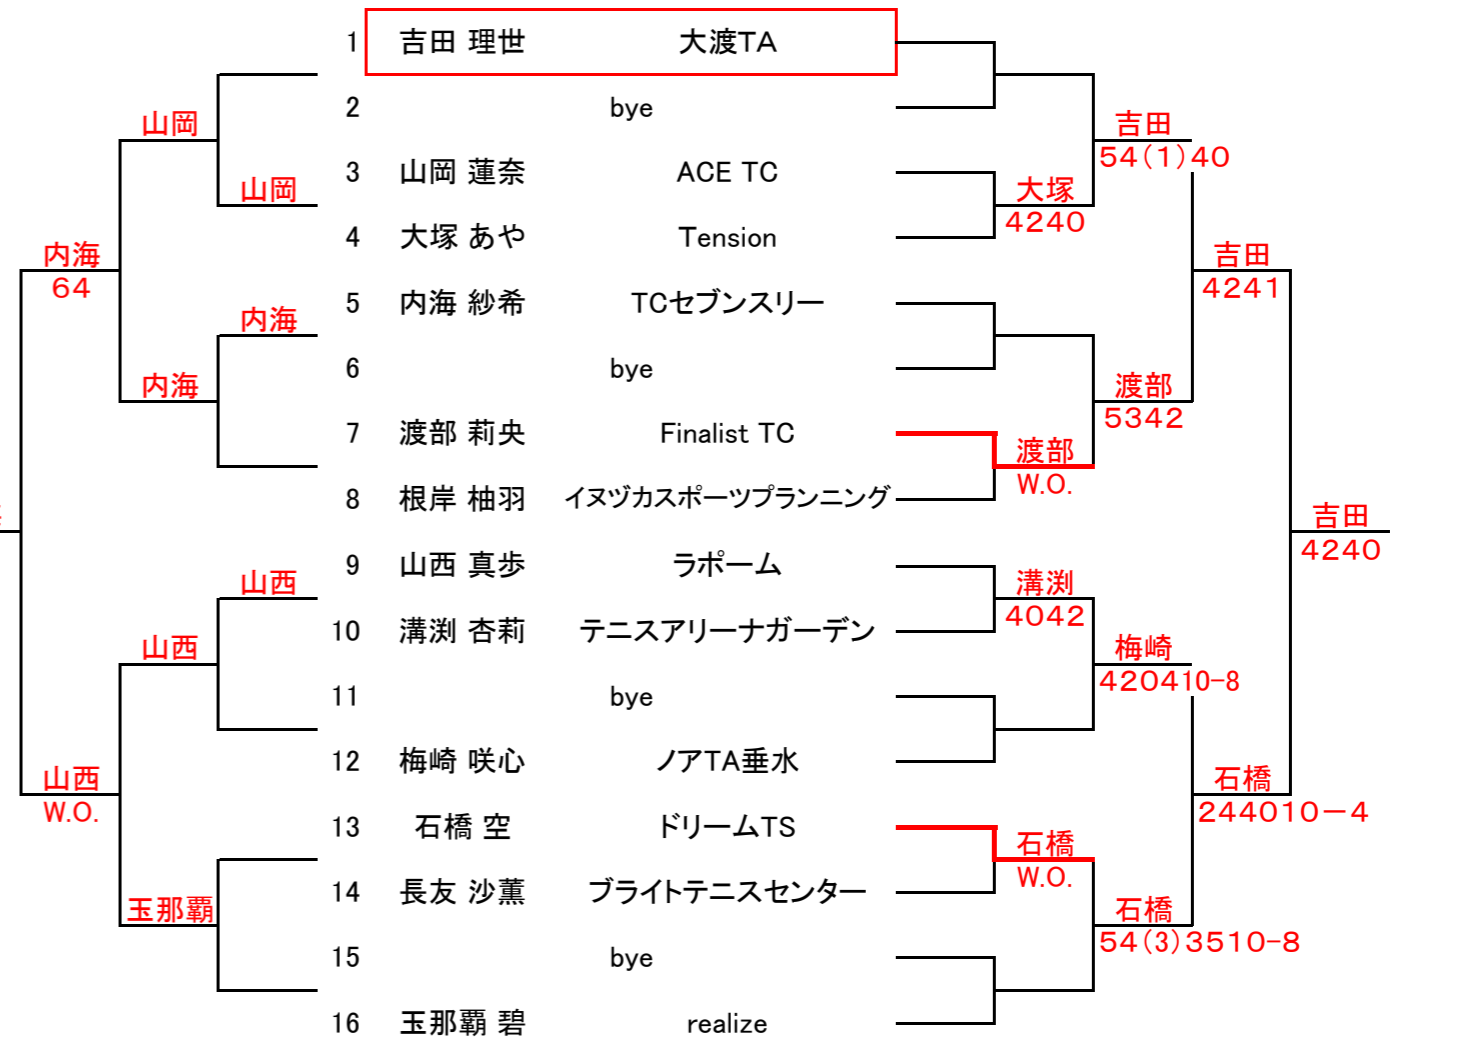 1 吉田 理世 大渡TA
2 bye
山岡
吉田
54(1)40
3 山岡 蓮奈 ACE TC
山岡
大塚
4240
4 大塚 あや Tension
内海
64
吉田
4241
5 内海 紗希 TCセブンスリー
内海
6 bye
内海
渡部
5342
7 渡部 莉央 Finalist TC
渡部
W.O.
8 根岸 柚羽 イヌヅカスポーツプランニング
吉田
4240
9 山西 真歩 ラポーム
山西
溝渕
4042
10 溝渕 杏莉 テニスアリーナガーデン
山西
梅崎
420410-8
11 bye
12 梅崎 咲心 ノアTA垂水
山西
W.O.
石橋
244010-4
13 石橋 空 ドリームTS
石橋
W.O.
14 長友 沙薫 ブライトテニスセンター
玉那覇
石橋
54(3)3510-8
15 bye
16 玉那覇 碧 realize